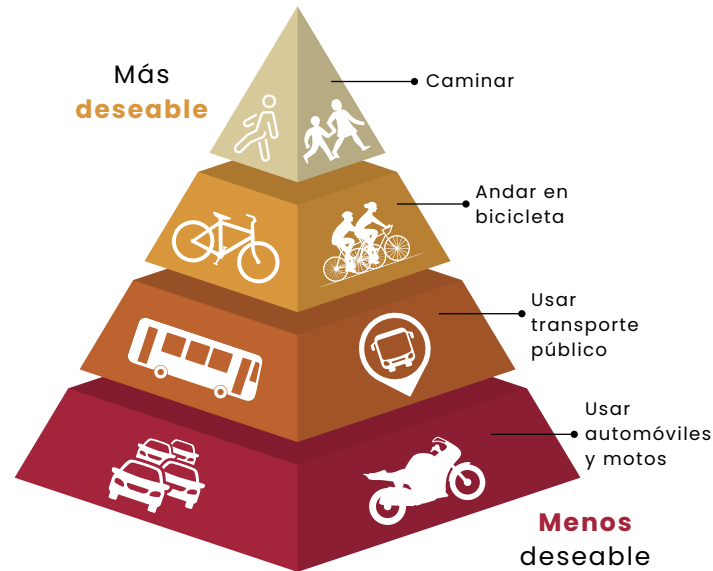 Más
deseable
Caminar
Andar en
bicicleta
Usar
transporte
público
Usar
automóviles
y motos
Menos
deseable